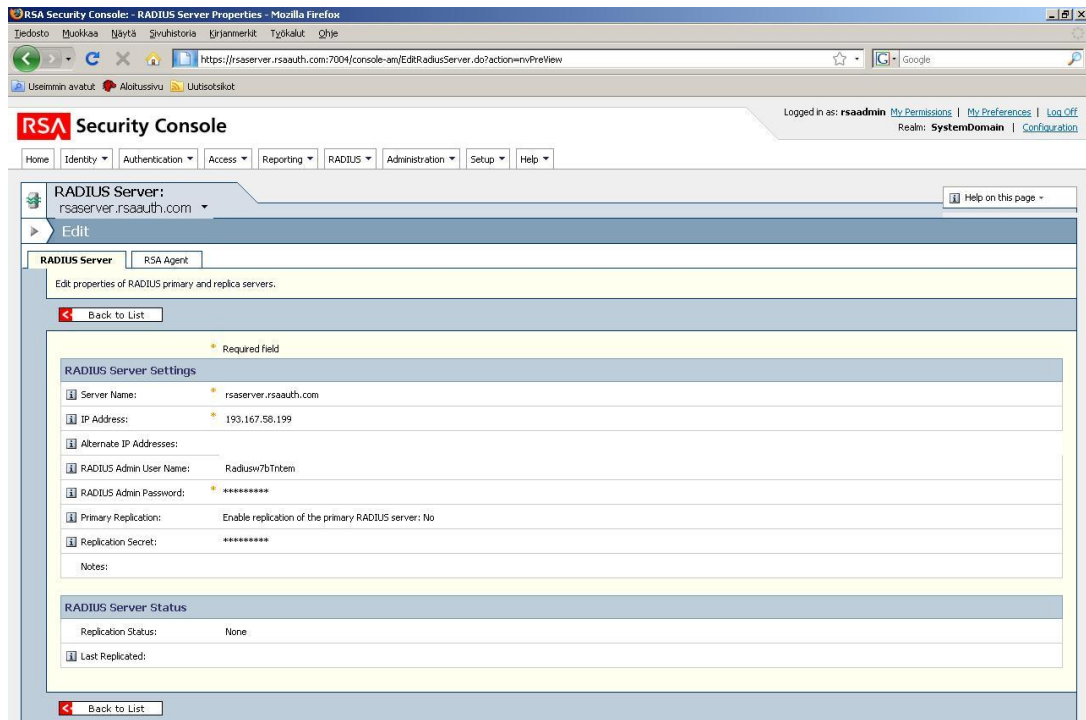 RSA Security Console: - RADIUS Server Properties - Mozilla Firefox
Tiedosto Muokkaa Näytä Sivuhistoria Kirjanmerkit Työkalut Ohje
https://rsaserver.rsaauth.com:7004/console-am/EditRadiusServer.do?action=nvPreView
G Google
Useimmin avatut Aloitussivu Uutisotsikot
RSA Security Console
Logged in as: rsaadmin My Permissions | My Preferences | Log Off
Realm: SystemDomain | Configuration
Home Identity Authentication Access Reporting RADIUS Administration Setup Help
RADIUS Server:
rsaserver.rsaauth.com
Help on this page
Edit
RADIUS Server RSA Agent
Edit properties of RADIUS primary and replica servers.
Back to List
* Required field
RADIUS Server Settings
Server Name: * rsaserver.rsaauth.com
IP Address: * 193.167.58.199
Alternate IP Addresses:
RADIUS Admin User Name: Radiusw7bTntem
RADIUS Admin Password: * *********
Primary Replication: Enable replication of the primary RADIUS server: No
Replication Secret: *********
Notes:
RADIUS Server Status
Replication Status: None
Last Replicated:
Back to List